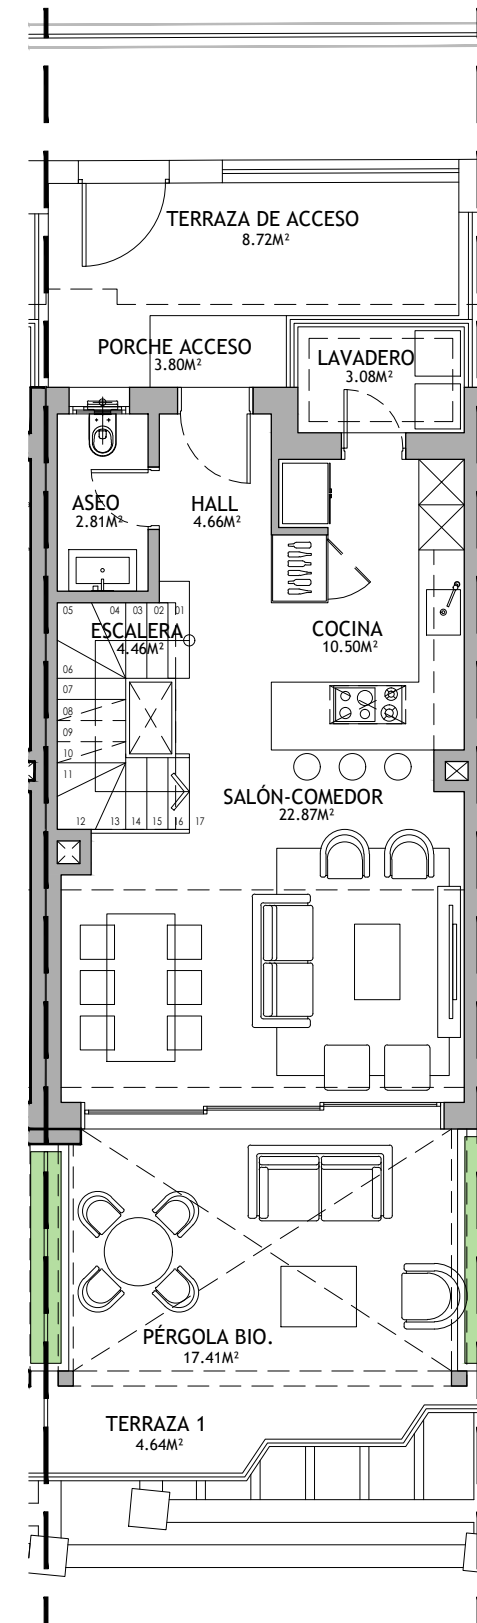 TERRAZA DE ACCESO
8.72M²
PORCHE ACCESO
3.80M²
LAVADERO
3.08M²
ASEO
2.81M²
HALL
4.66M²
05 04 03 02 01
ESCALERA
4.46M²
COCINA
10.50M²
06
07
08
09
10
11
12 13 14 15 16 17
SALÓN-COMEDOR
22.87M²
PÉRGOLA BIO.
17.41M²
TERRAZA 1
4.64M²